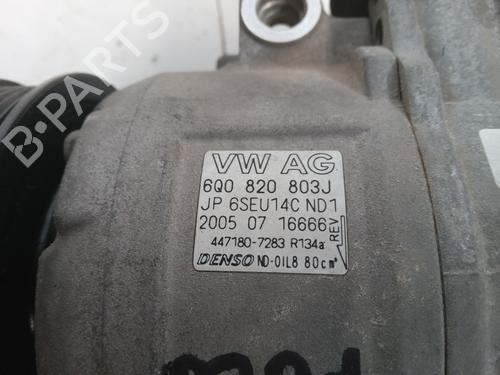 B-PARTS
VW AG
6Q0 820 803J
JP 6SEU14C ND1
2005 07 16666
REV
447180-7283 R134a
DENSO ND-OIL8 80cm³